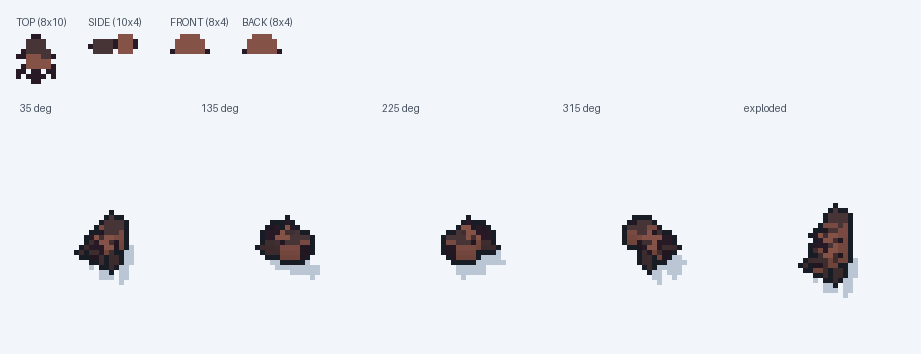 TOP (8x10) SIDE (10x4) FRONT (8x4) BACK (8x4)
35 deg 135 deg 225 deg 315 deg exploded